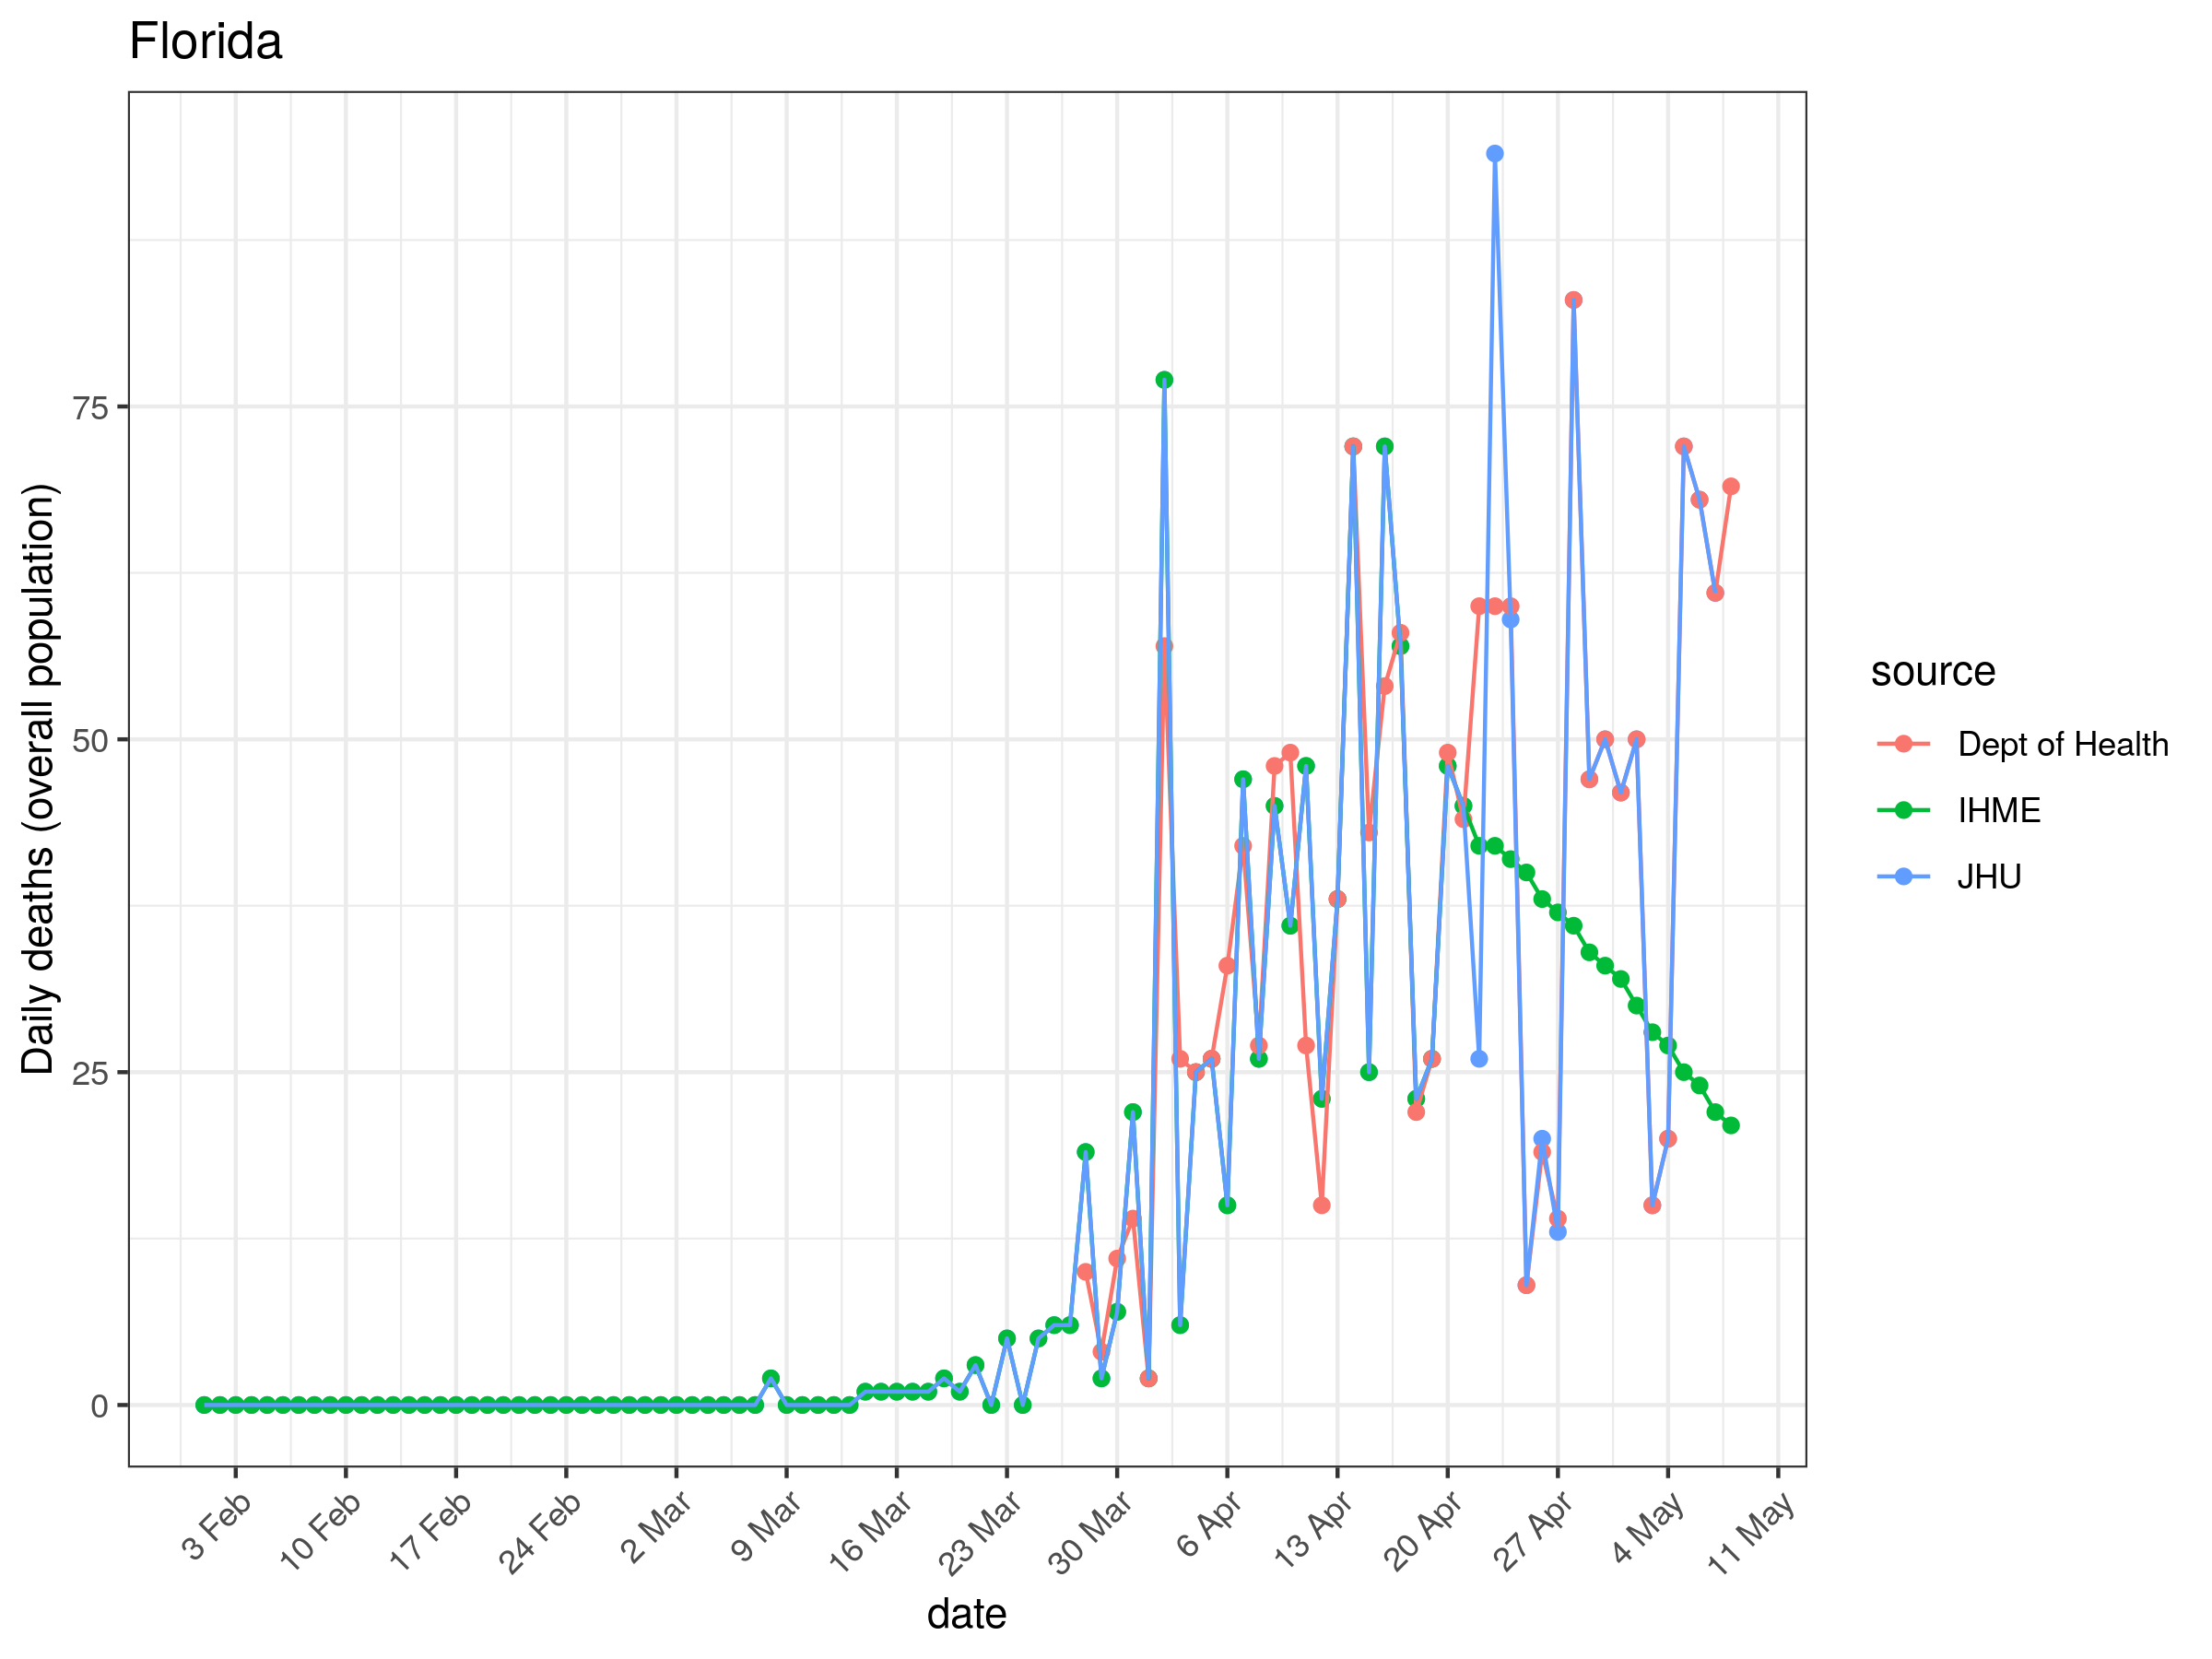 Florida
Daily deaths (overall population)
75
50
25
0
3 Feb
10 Feb
17 Feb
24 Feb
2 Mar
9 Mar
16 Mar
23 Mar
30 Mar
6 Apr
13 Apr
20 Apr
27 Apr
4 May
11 May
date
source
Dept of Health
IHME
JHU